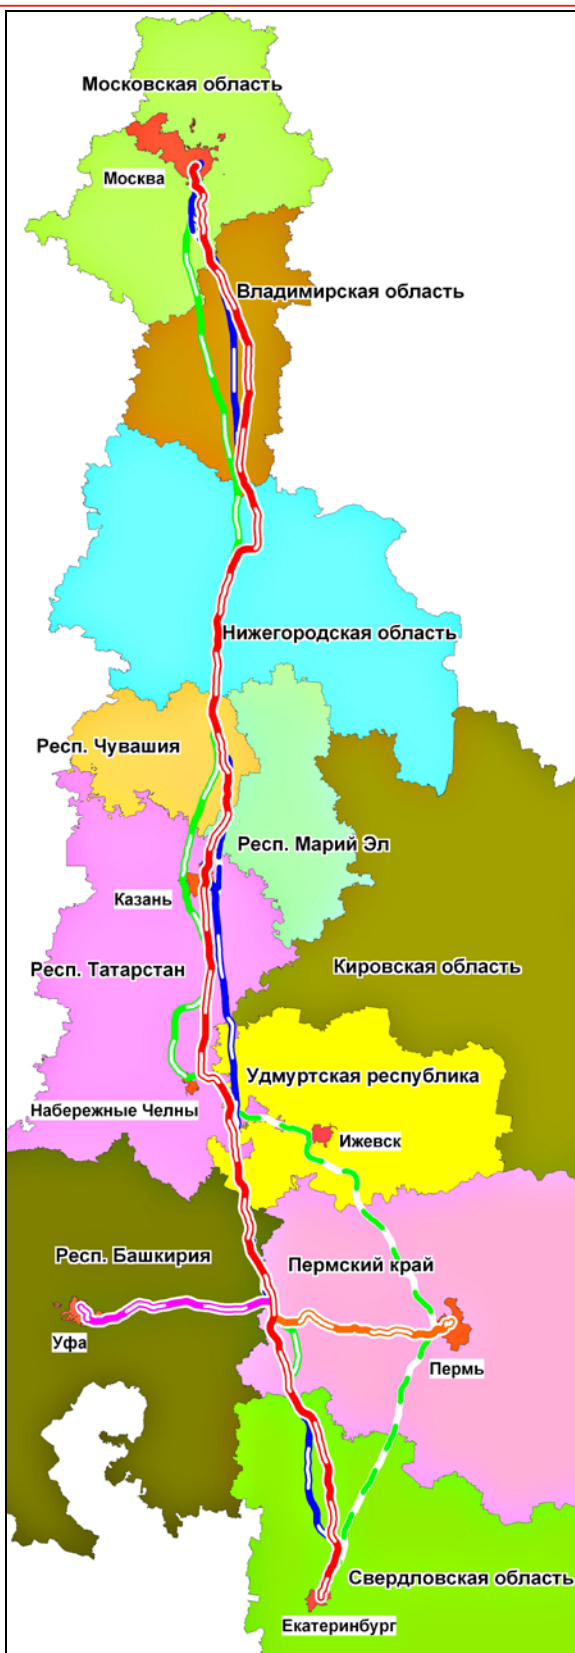 Московская область
Москва
Владимирская область
Нижегородская область
Респ. Чувашия
Респ. Марий Эл
Казань
Кировская область
Респ. Татарстан
Удмуртская республика
Набережные Челны
Ижевск
Респ. Башкирия
Пермский край
Уфа
Пермь
Свердловская область
Екатеринбург